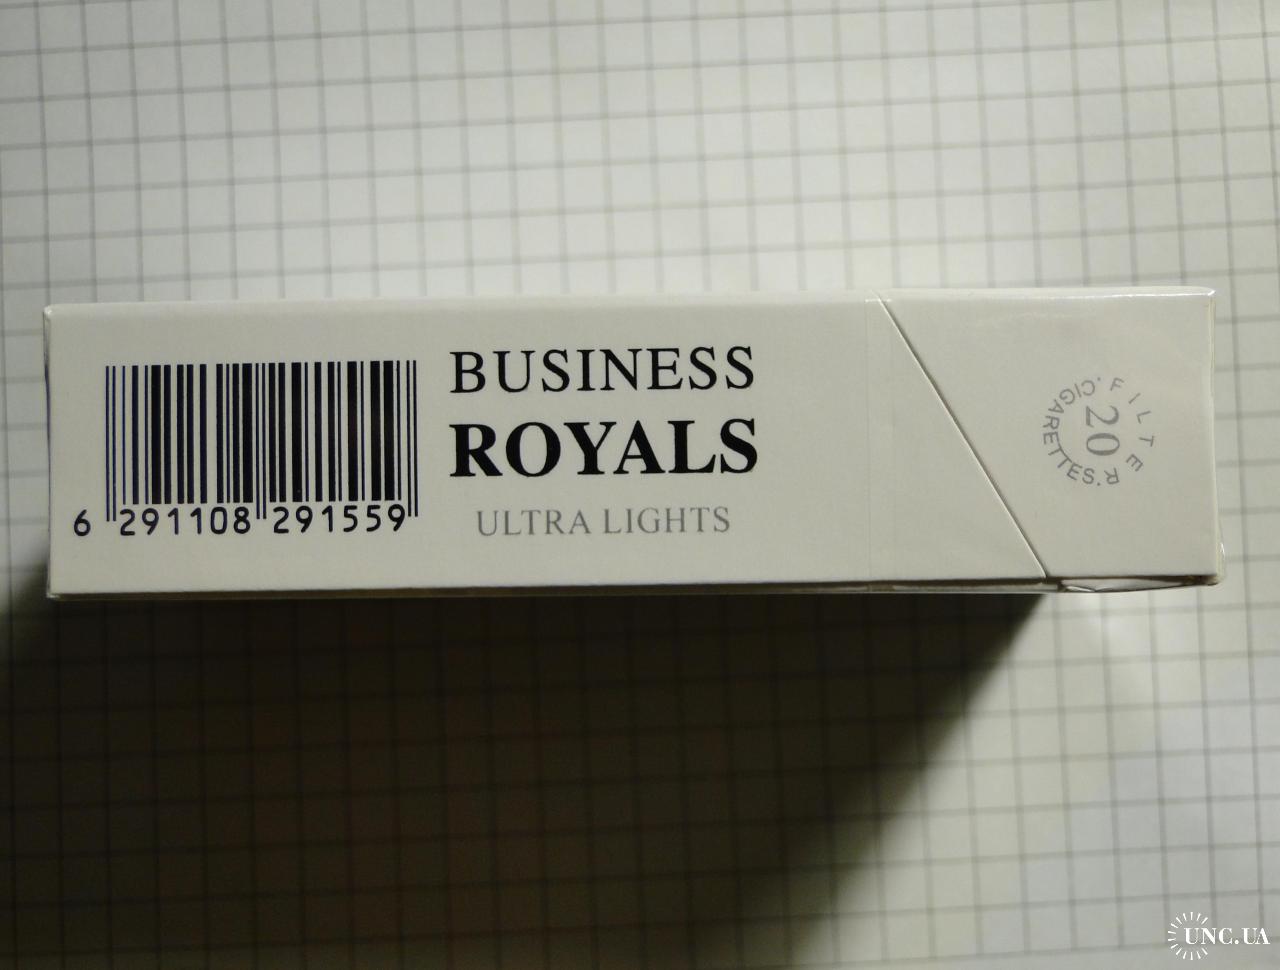 BUSINESS
ROYALS
ULTRA LIGHTS
6 291108 291559
FILTER.CIGARETTES.
20
UNC.UA